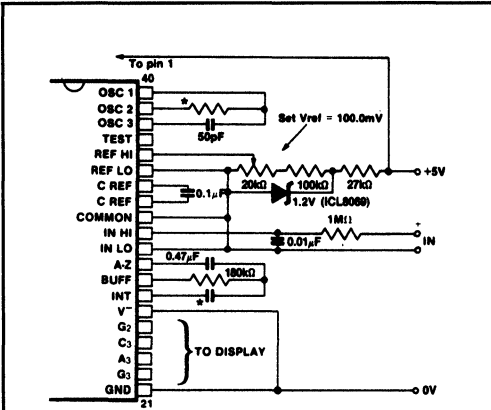 To pin 1
40
OSC 1
OSC 2
*
OSC 3
50pF
Set Vref = 100.0mV
TEST
REF HI
REF LO
20kΩ
100kΩ
27kΩ
+5V
C REF
0.1µF
1.2V (ICL8069)
C REF
COMMON
1MΩ
+
IN HI
0.01µF
IN
IN LO
-
A-Z
0.47µF
BUFF
180kΩ
INT
*
V-
G2
C3
TO DISPLAY
A3
G3
GND
0V
21